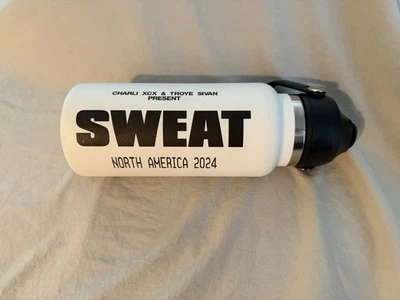 CHARLI XCX & TROYE SIVAN
PRESENT
SWEAT
NORTH AMERICA 2024